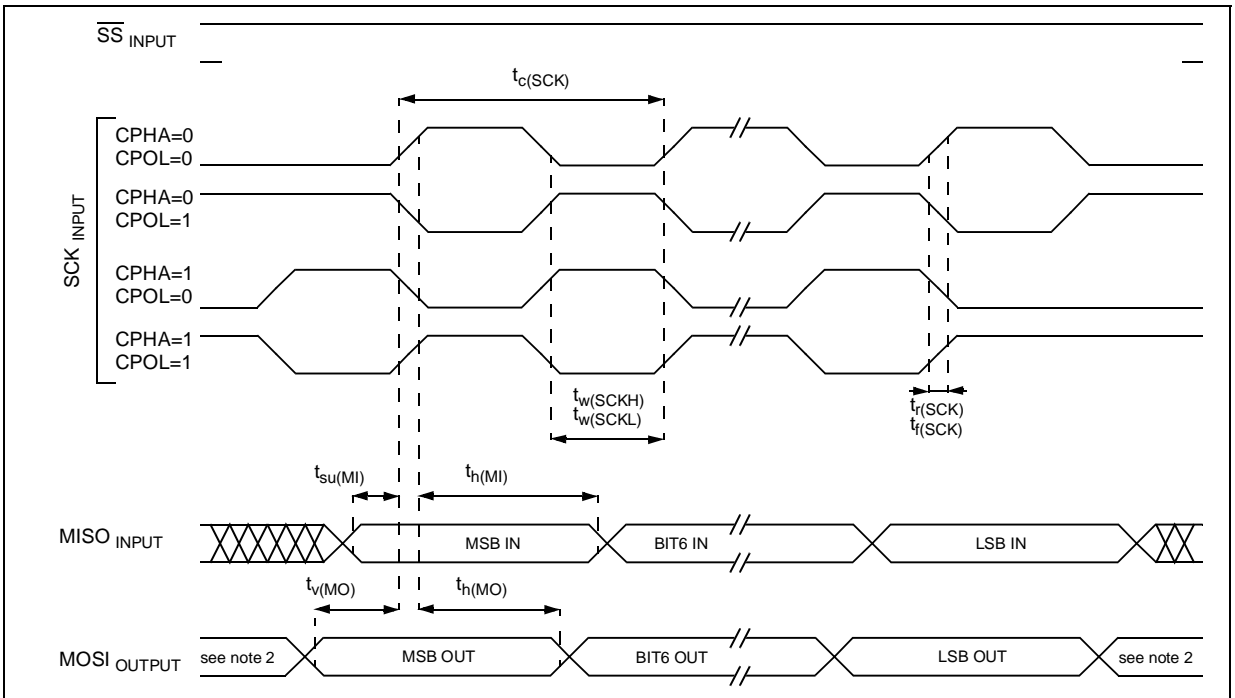 SS INPUT
tc(SCK)
SCK INPUT
CPHA=0
CPOL=0
CPHA=0
CPOL=1
CPHA=1
CPOL=0
CPHA=1
CPOL=1
tw(SCKH)
tw(SCKL)
tr(SCK)
tf(SCK)
tsu(MI)
th(MI)
MISO INPUT
MSB IN
BIT6 IN
LSB IN
tv(MO)
th(MO)
MOSI OUTPUT
see note 2
MSB OUT
BIT6 OUT
LSB OUT
see note 2